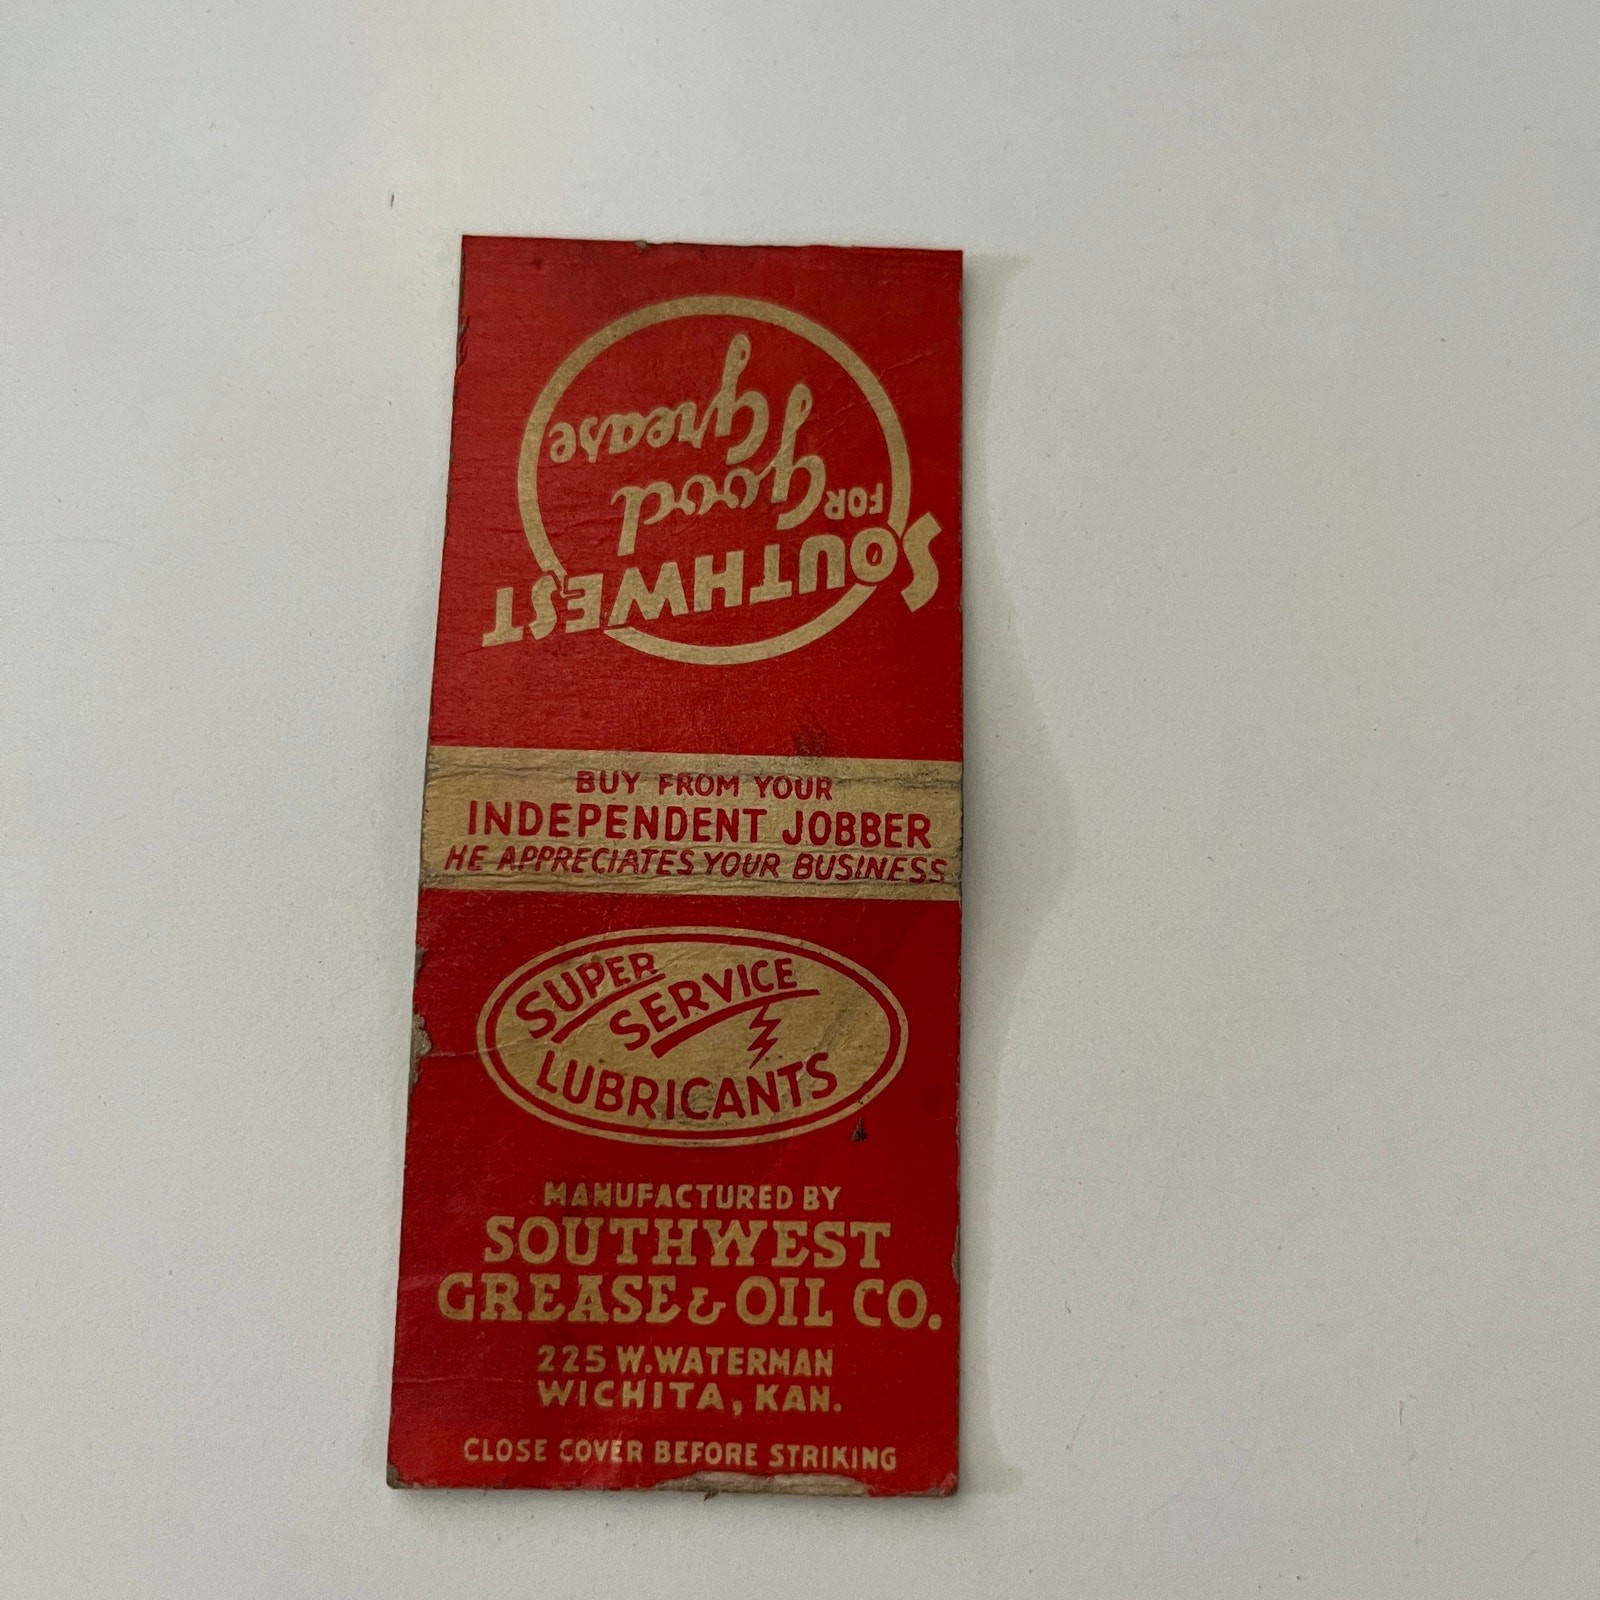 SOUTHWEST
FOR good
grease
BUY FROM YOUR
INDEPENDENT JOBBER
HE APPRECIATES YOUR BUSINESS
SUPER
SERVICE
LUBRICANTS
MANUFACTURED BY
SOUTHWEST
GREASE & OIL CO.
225 W. WATERMAN
WICHITA, KAN.
CLOSE COVER BEFORE STRIKING